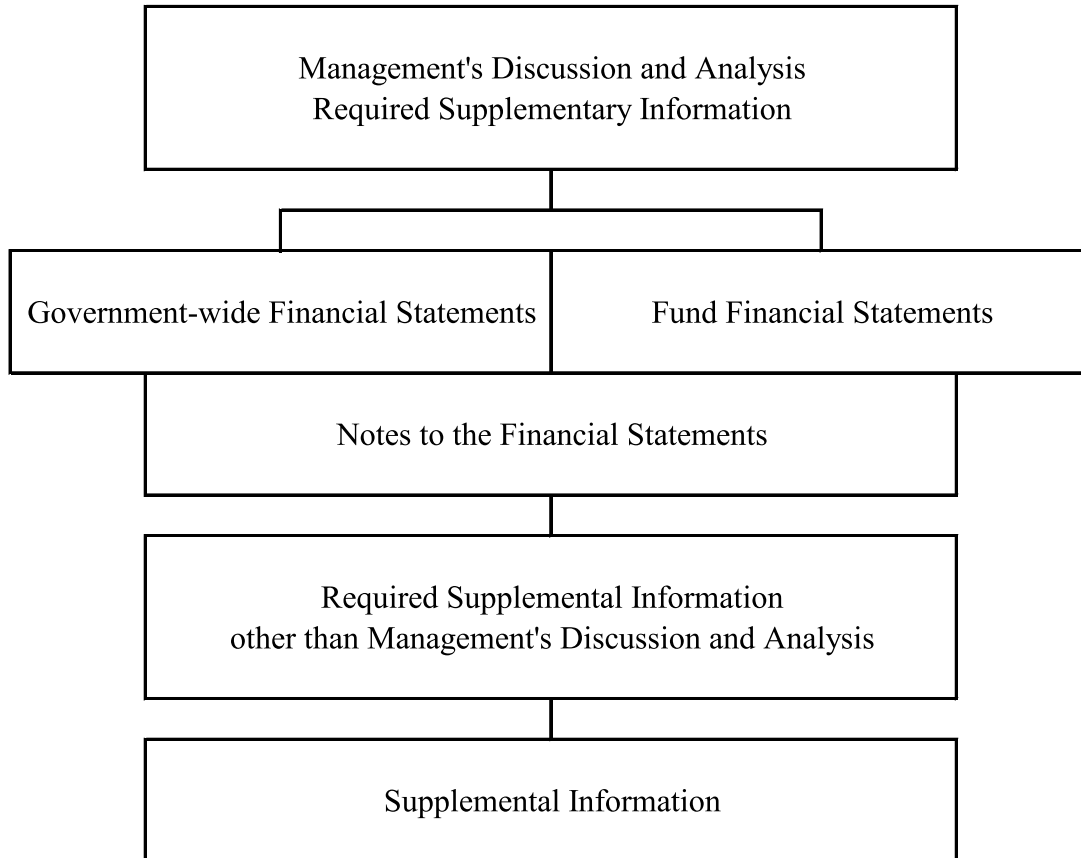 Management's Discussion and Analysis
Required Supplementary Information
Government-wide Financial Statements
Fund Financial Statements
Notes to the Financial Statements
Required Supplemental Information
other than Management's Discussion and Analysis
Supplemental Information